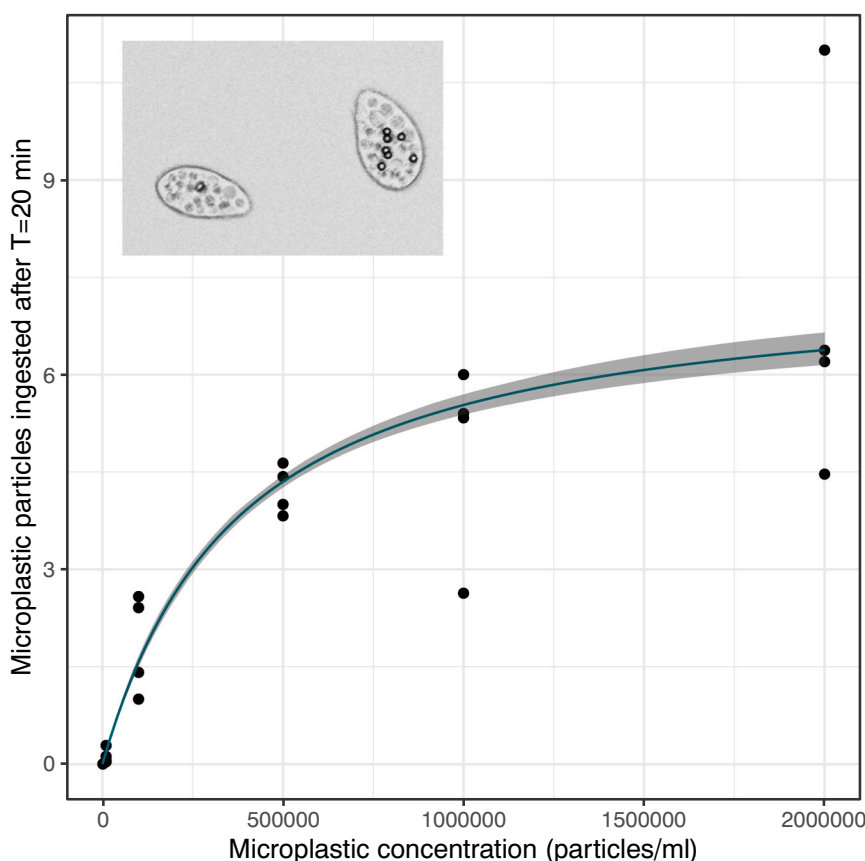 Microplastic particles ingested after T=20 min
9
6
3
0
0 500000 1000000 1500000 2000000
Microplastic concentration (particles/ml)